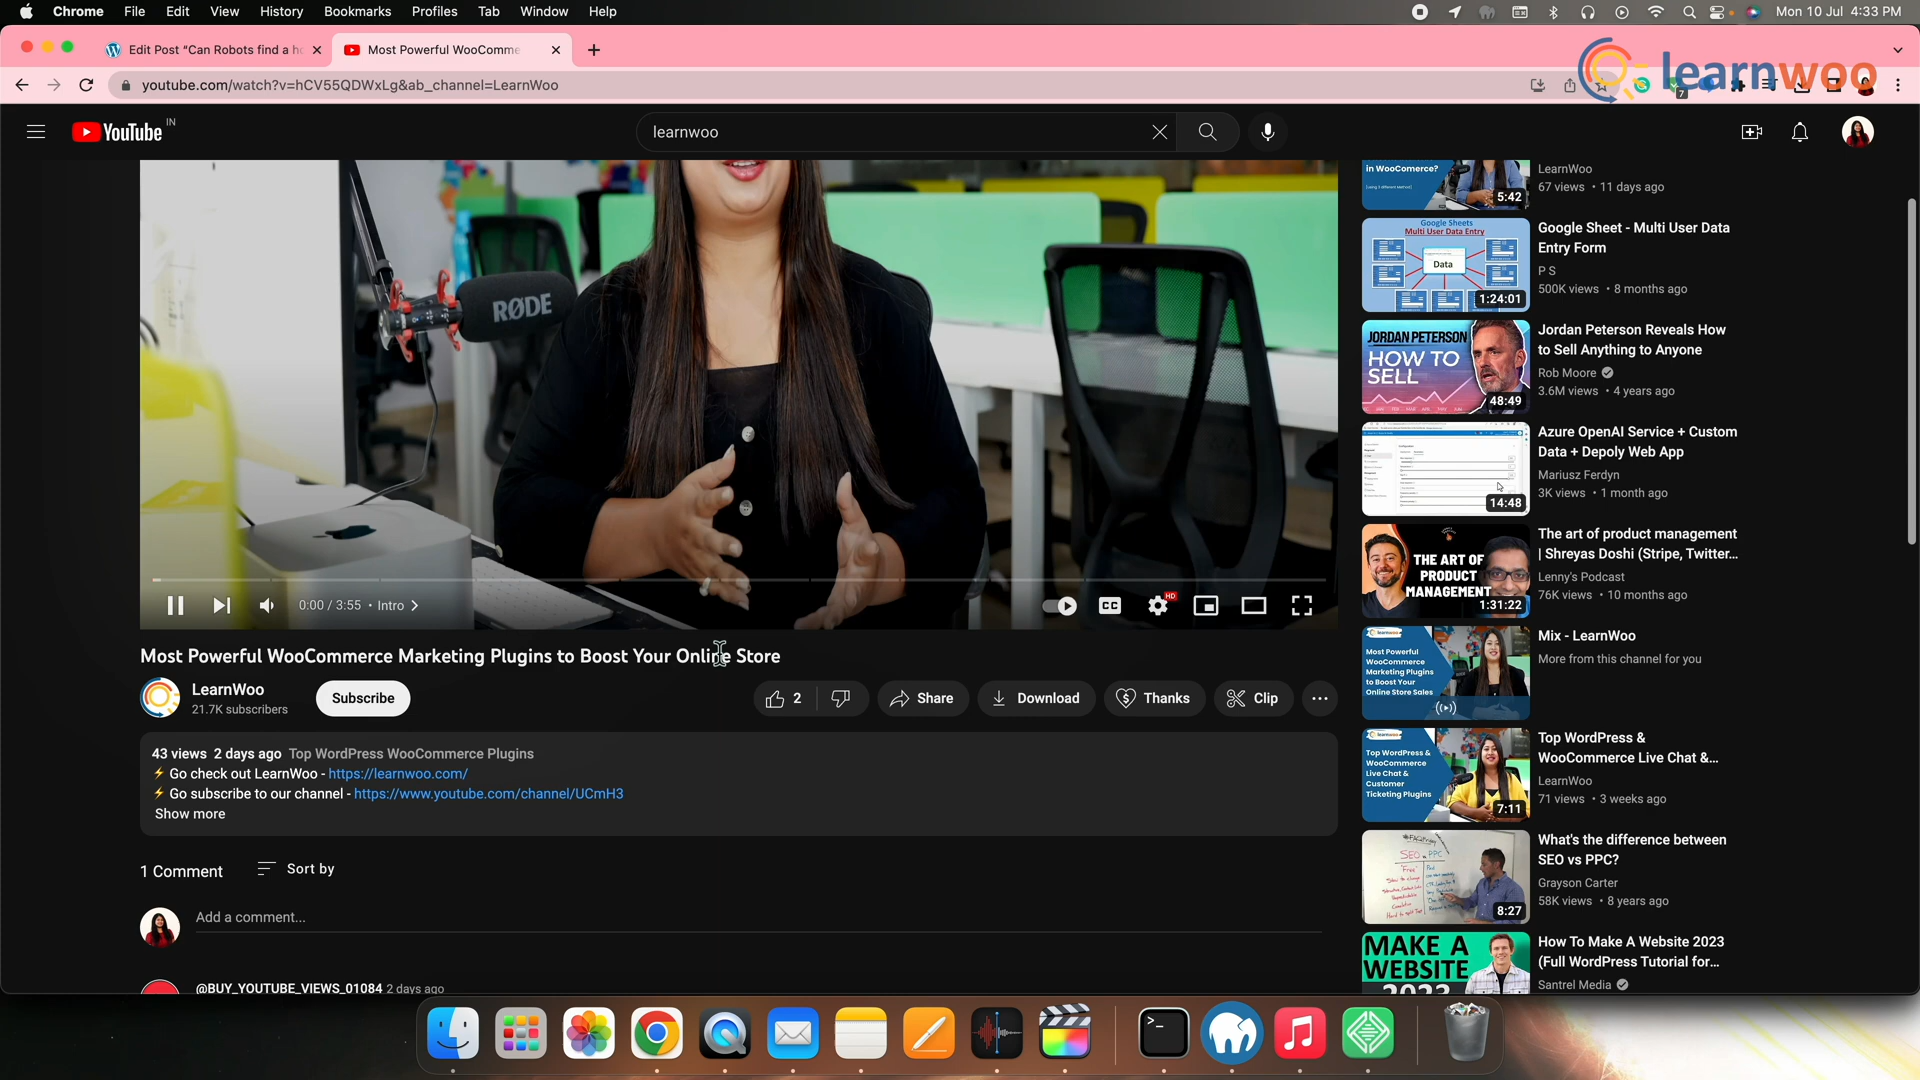 Chrome File Edit View History Bookmarks Profiles Tab Window Help
Mon 10 Jul 4:33 PM
Edit Post “Can Robots find a ho
Most Powerful WooComme
learnwoo
youtube.com/watch?v=hCV55QDWxLg&ab_channel=LearnWoo
7
YouTube IN
learnwoo
RØDE
0:00 / 3:55 • Intro
CC
HD
Most Powerful WooCommerce Marketing Plugins to Boost Your Online Store
LearnWoo
21.7K subscribers
Subscribe
2
Share
Download
Thanks
Clip
43 views 2 days ago Top WordPress WooCommerce Plugins
⚡ Go check out LearnWoo - https://learnwoo.com/
⚡ Go subscribe to our channel - https://www.youtube.com/channel/UCmH3
Show more
1 Comment
Sort by
Add a comment...
@BUY_YOUTUBE_VIEWS_01084 2 days ago
in WooCommerce?
5:42
LearnWoo
67 views • 11 days ago
Google Sheets
Multi User Data Entry
Data
1:24:01
Google Sheet - Multi User Data
Entry Form
P S
500K views • 8 months ago
JORDAN PETERSON
HOW TO
SELL
48:49
Jordan Peterson Reveals How
to Sell Anything to Anyone
Rob Moore
3.6M views • 4 years ago
14:48
Azure OpenAI Service + Custom
Data + Depoly Web App
Mariusz Ferdyn
3K views • 1 month ago
THE ART OF
PRODUCT
MANAGEMENT
1:31:22
The art of product management
| Shreyas Doshi (Stripe, Twitter...
Lenny's Podcast
76K views • 10 months ago
learnwoo
Most Powerful
WooCommerce
Marketing Plugins
to Boost Your
Online Store Sales
Mix - LearnWoo
More from this channel for you
learnwoo
Top WordPress &
WooCommerce
Live Chat &
Customer
Ticketing Plugins
7:11
Top WordPress &
WooCommerce Live Chat &...
LearnWoo
71 views • 3 weeks ago
SEO
PPC
8:27
What's the difference between
SEO vs PPC?
Grayson Carter
58K views • 8 years ago
MAKE A
WEBSITE
2023
How To Make A Website 2023
(Full WordPress Tutorial for...
Santrel Media